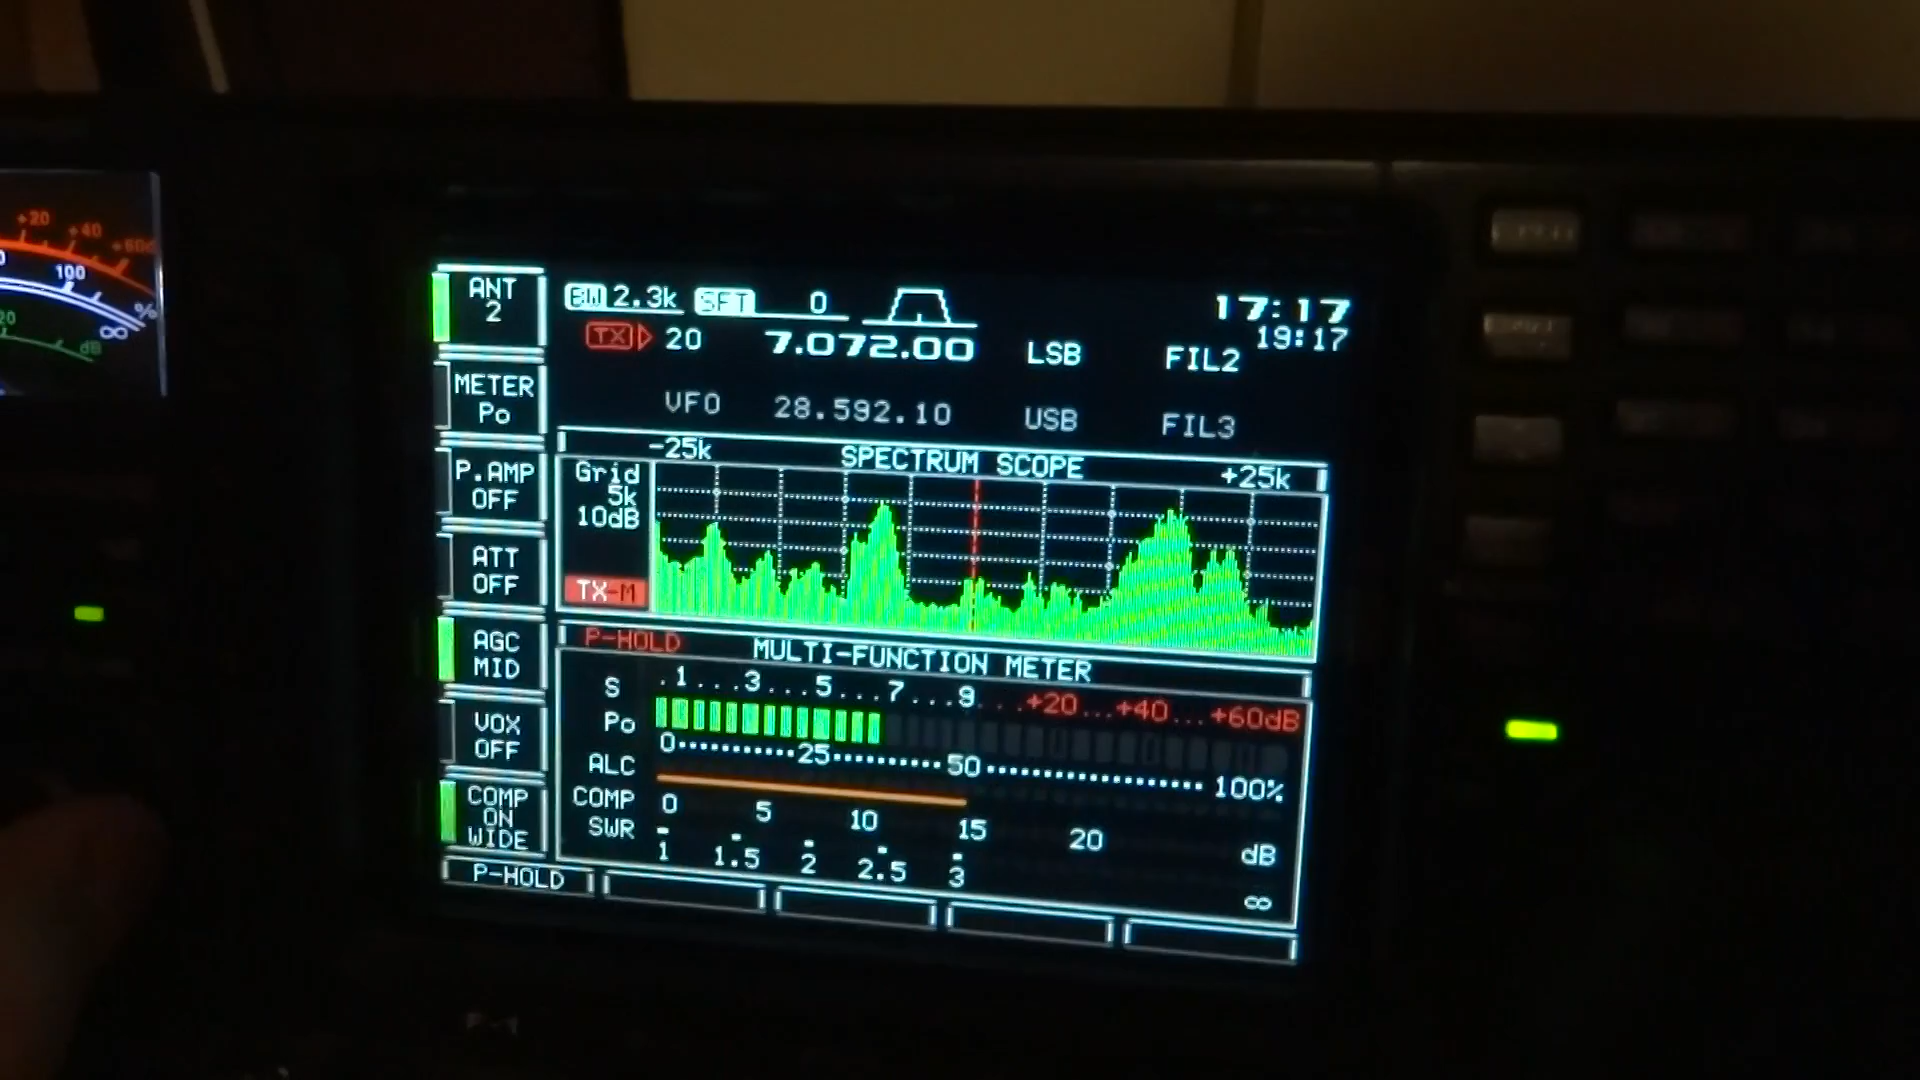 +20 +40 +60d
100
%
20 ∞
dB
ANT
2
METER
Po
P.AMP
OFF
ATT
OFF
AGC
MID
VOX
OFF
COMP
ON
WIDE
BW 2.3k SFT 0
17:17
TX 20 7.072.00 LSB FIL2 19:17
VFO 28.592.10 USB FIL3
-25k SPECTRUM SCOPE +25k
Grid
5k
10dB
TX-M
P-HOLD MULTI-FUNCTION METER
S .1...3...5...7...9...+20...+40...+60dB
Po
0 25 50 100%
ALC
COMP 0 5 10 15 20 dB
SWR
1 1.5 2 2.5 3 ∞
P-HOLD